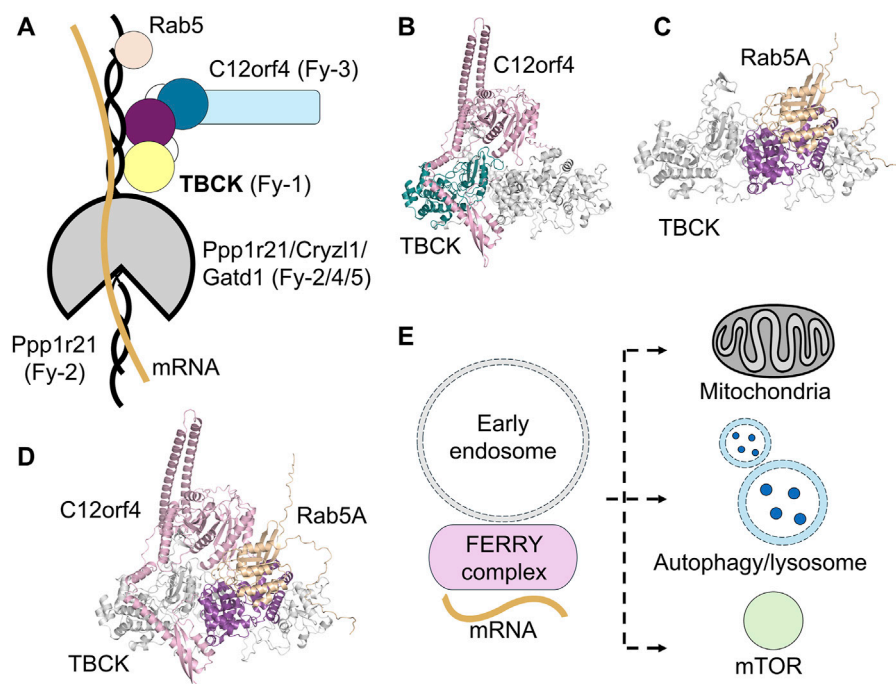 A
Rab5
C12orf4 (Fy-3)
TBCK (Fy-1)
Ppp1r21/Cryzl1/
Gatd1 (Fy-2/4/5)
Ppp1r21
(Fy-2)
mRNA
B
C12orf4
TBCK
C
Rab5A
TBCK
D
C12orf4
Rab5A
TBCK
E
Early
endosome
FERRY
complex
mRNA
Mitochondria
Autophagy/lysosome
mTOR